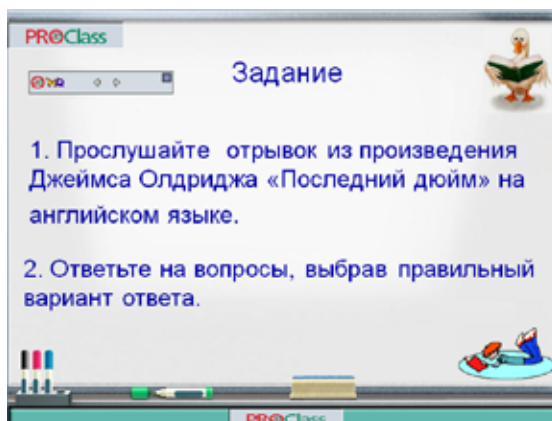 PROClass
Задание
1. Прослушайте отрывок из произведения
Джеймса Олдриджа «Последний дюйм» на
английском языке.
2. Ответьте на вопросы, выбрав правильный
вариант ответа.
PROClass